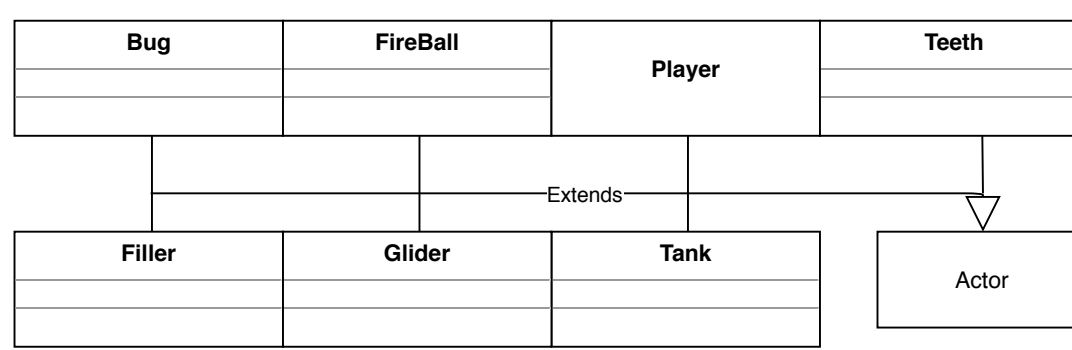 Bug
FireBall
Player
Teeth
Extends
Filler
Glider
Tank
Actor